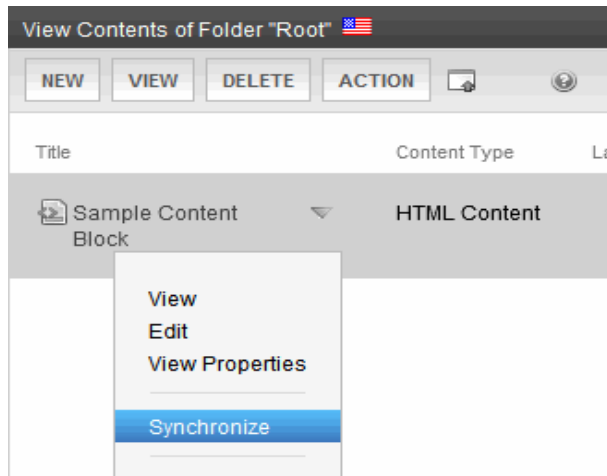 View Contents of Folder "Root"
NEW VIEW DELETE ACTION
Title Content Type
Sample Content HTML Content
Block
View
Edit
View Properties
Synchronize